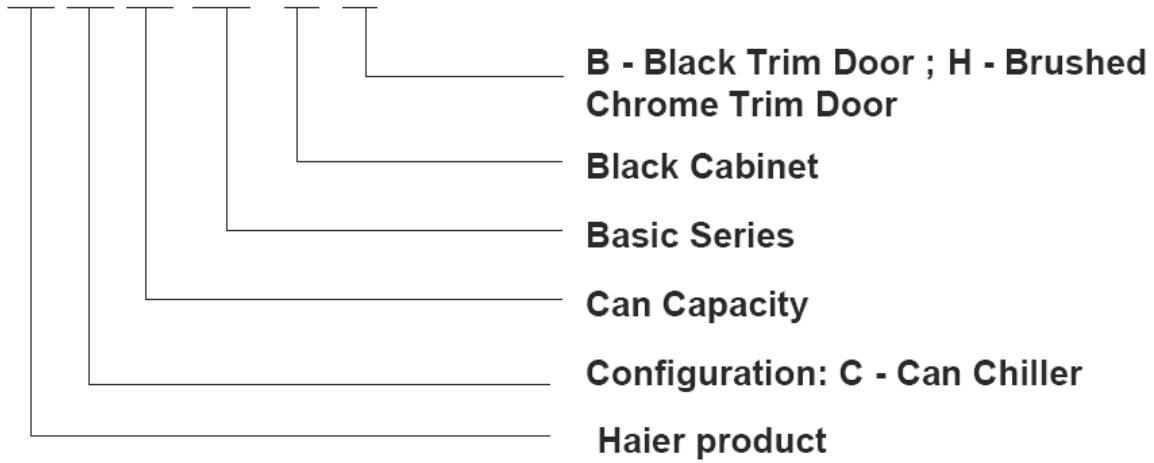 B - Black Trim Door ; H - Brushed
Chrome Trim Door
Black Cabinet
Basic Series
Can Capacity
Configuration: C - Can Chiller
Haier product